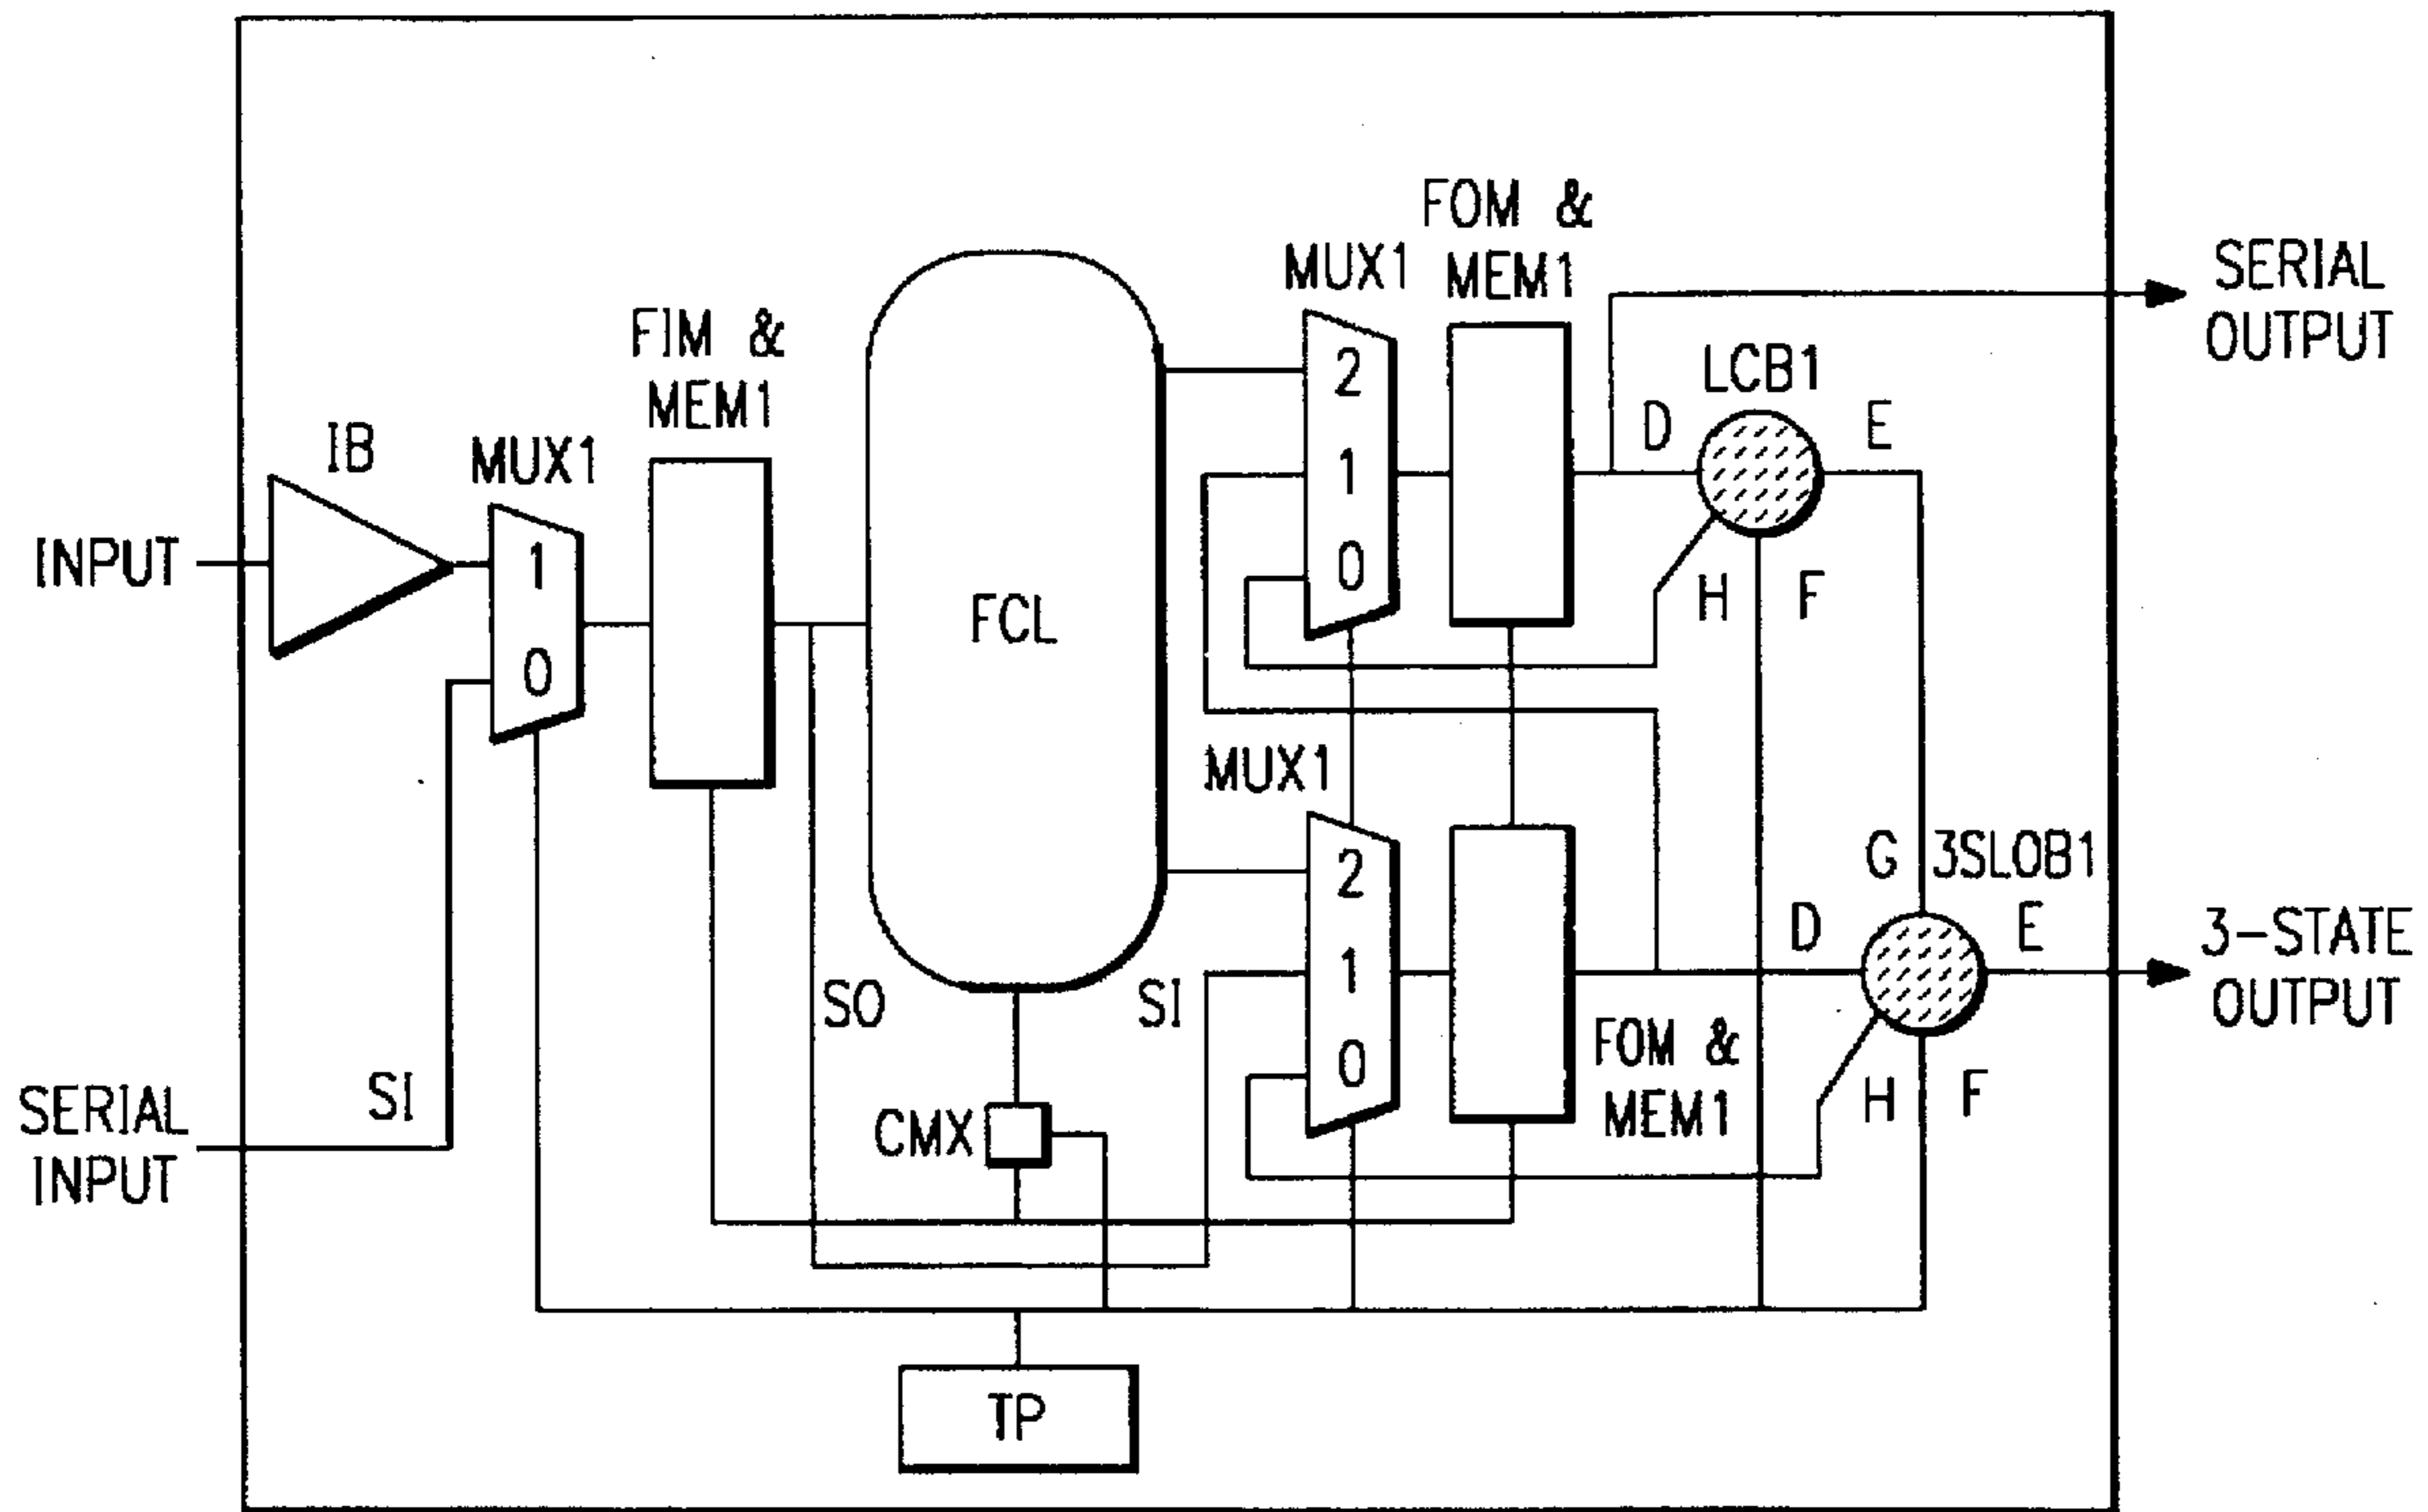 FOM &
MEM1
MUX1
SERIAL
OUTPUT
FIM &
MEM1
LCB1
2
D
E
IB
MUX1
1
1
0
INPUT
0
H
F
FCL
MUX1
G
3SLOB1
2
D
E
3-STATE
OUTPUT
SO
SI
1
0
FOM &
MEM1
SERIAL
INPUT
SI
CMX
H
F
TP